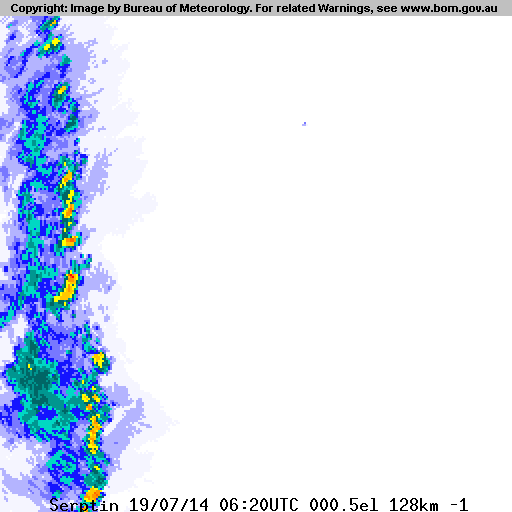 Copyright: Image by Bureau of Meteorology. For related Warnings, see www.bom.gov.au
Serptin 19/07/14 06:20UTC 000.5el 128km -1